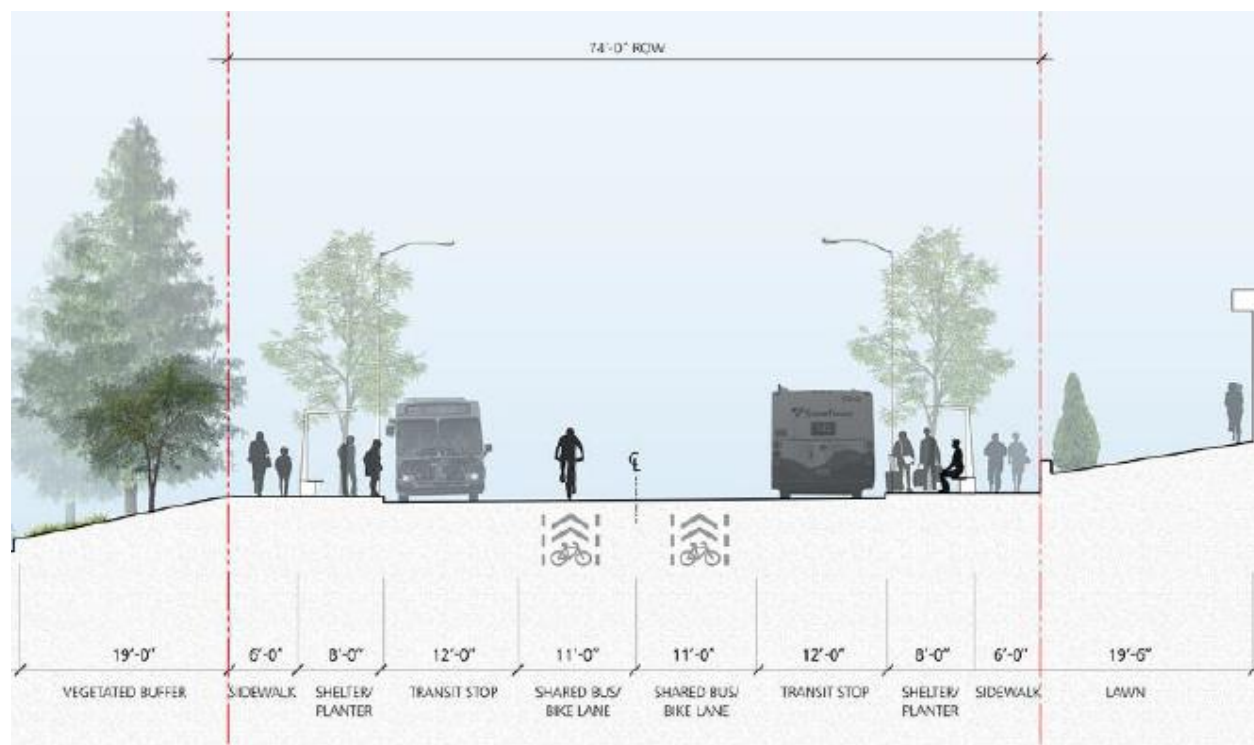 74'-0" ROW
℄
19'-0"
6'-0"
8'-0"
12'-0"
11'-0"
11'-0"
12'-0"
8'-0"
6'-0"
19'-6"
VEGETATED BUFFER
SIDEWALK
SHELTER/
PLANTER
TRANSIT STOP
SHARED BUS/
BIKE LANE
SHARED BUS/
BIKE LANE
TRANSIT STOP
SHELTER/
PLANTER
SIDEWALK
LAWN